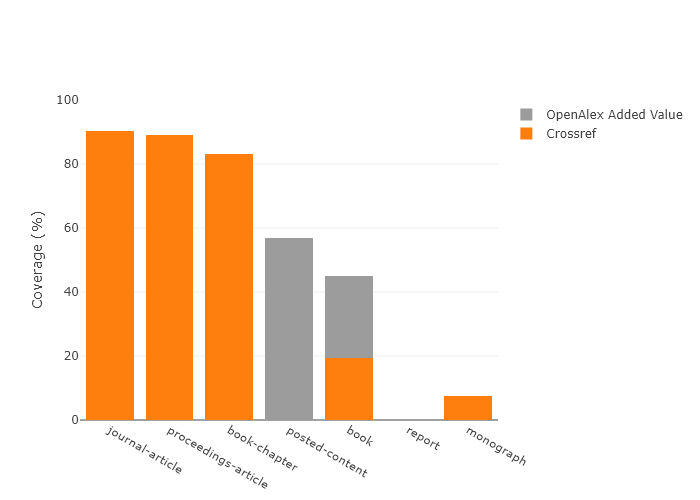 100
80
60
40
20
0
Coverage (%)
journal-article
proceedings-article
book-chapter
posted-content
book
report
monograph
OpenAlex Added Value
Crossref